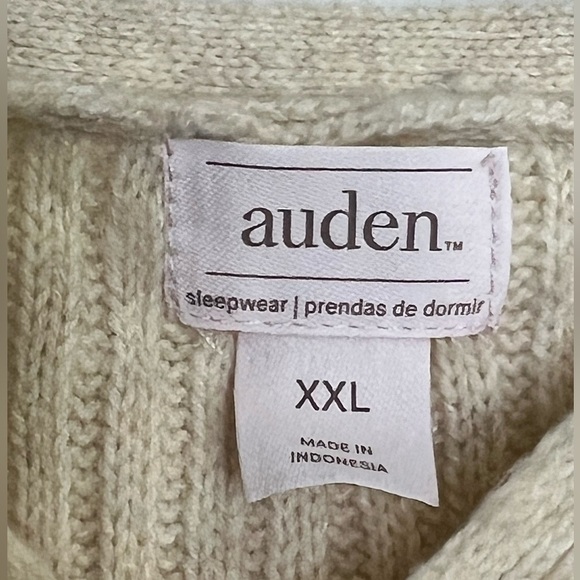 auden™
sleepwear | prendas de dormir
XXL
MADE IN
INDONESIA